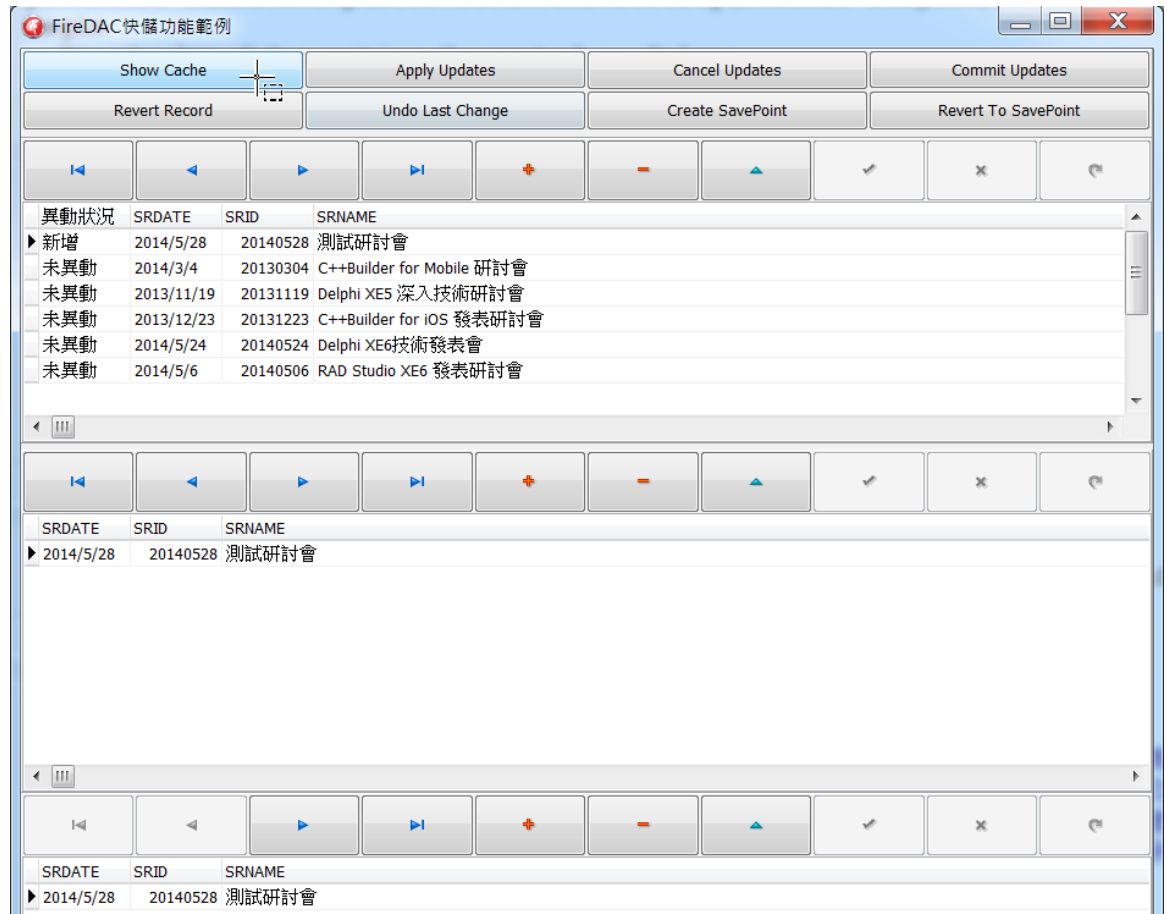 FireDAC快儲功能範例
Show Cache Apply Updates Cancel Updates Commit Updates
Revert Record Undo Last Change Create SavePoint Revert To SavePoint
異動狀況 SRDATE SRID SRNAME
新增 2014/5/28 20140528 測試研討會
未異動 2014/3/4 20130304 C++Builder for Mobile 研討會
未異動 2013/11/19 20131119 Delphi XE5 深入技術研討會
未異動 2013/12/23 20131223 C++Builder for iOS 發表研討會
未異動 2014/5/24 20140524 Delphi XE6技術發表會
未異動 2014/5/6 20140506 RAD Studio XE6 發表研討會
SRDATE SRID SRNAME
2014/5/28 20140528 測試研討會
SRDATE SRID SRNAME
2014/5/28 20140528 測試研討會